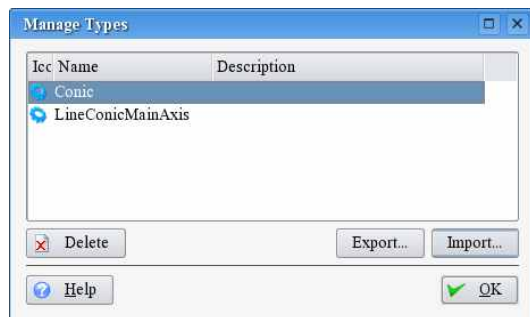 Manage Types
Icc Name Description
Conic
LineConicMainAxis
Delete Export... Import...
Help OK